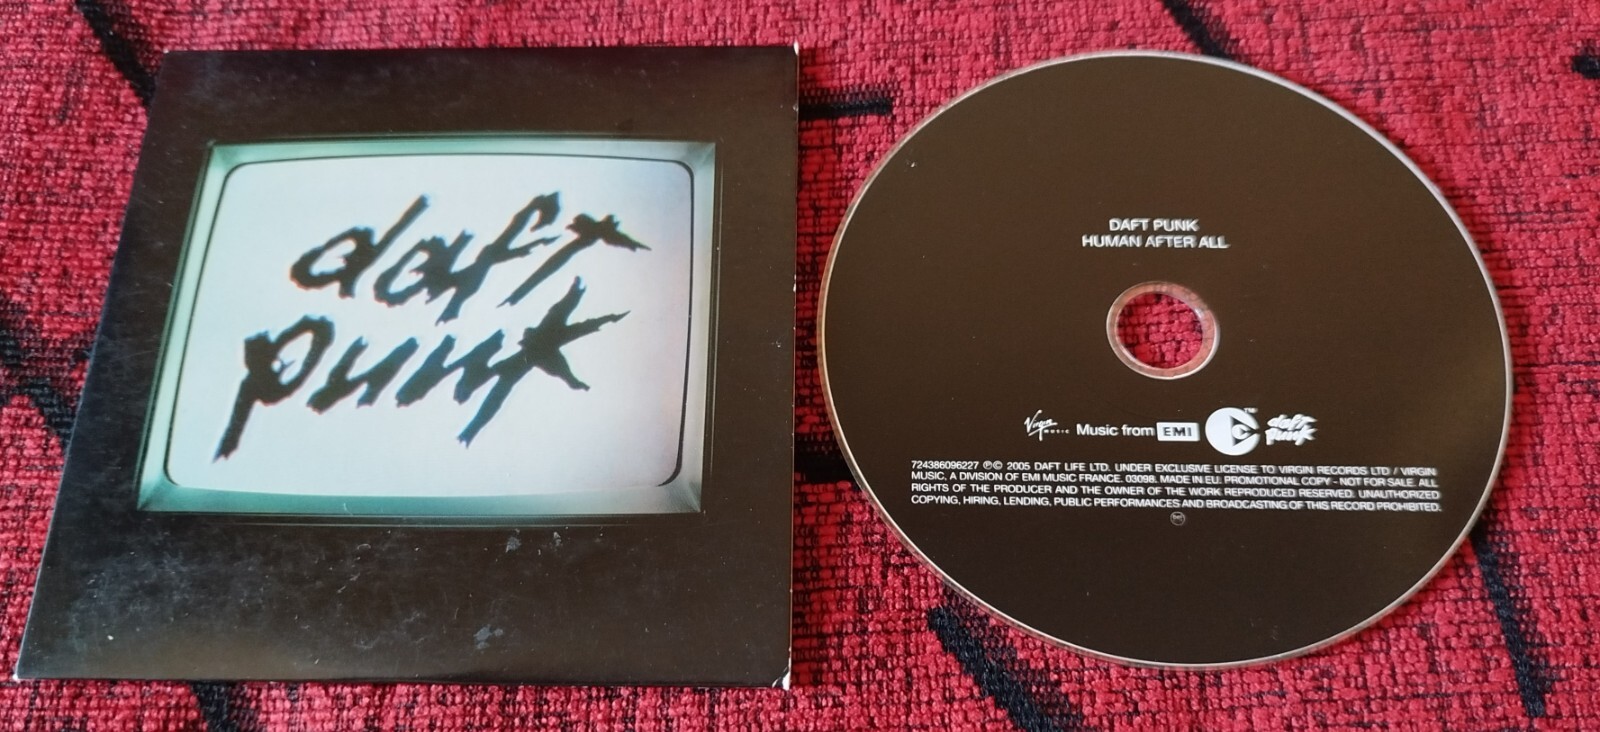 daft
punk
DAFT PUNK
HUMAN AFTER ALL
Virgin MUSIC Music from EMI C ™ daft punk
724386096227 ℗© 2005 DAFT LIFE LTD. UNDER EXCLUSIVE LICENSE TO VIRGIN RECORDS LTD / VIRGIN
MUSIC, A DIVISION OF EMI MUSIC FRANCE. 03098. MADE IN EU. PROMOTIONAL COPY - NOT FOR SALE. ALL
RIGHTS OF THE PRODUCER AND THE OWNER OF THE WORK REPRODUCED RESERVED. UNAUTHORIZED
COPYING, HIRING, LENDING, PUBLIC PERFORMANCES AND BROADCASTING OF THIS RECORD PROHIBITED.